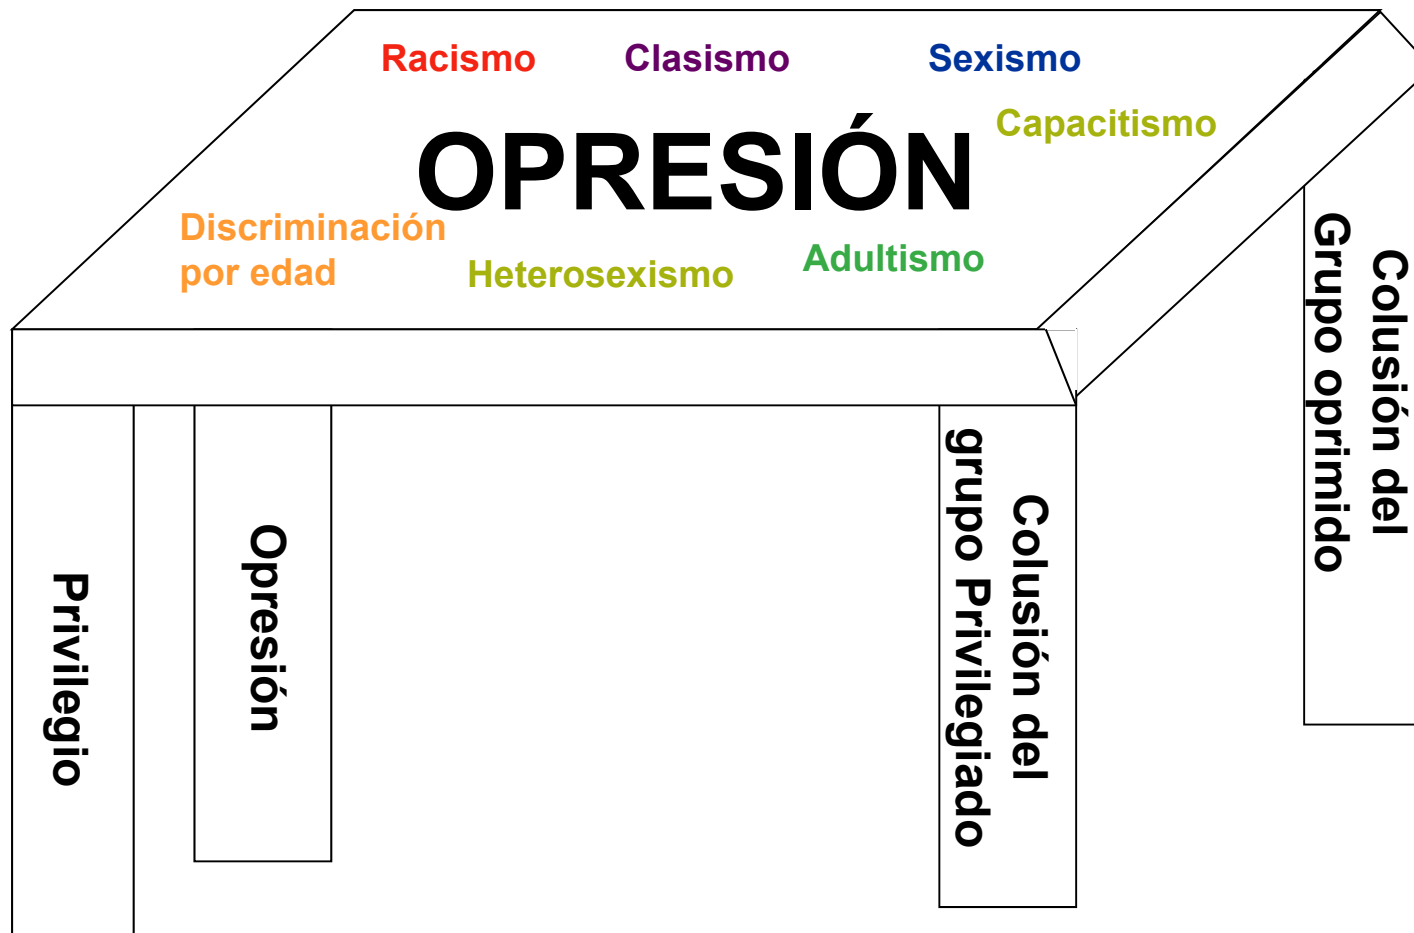 Racismo
Clasismo
Sexismo
Capacitismo
OPRESIÓN
Discriminación
por edad
Heterosexismo
Adultismo
Privilegio
Opresión
Colusión del
grupo Privilegiado
Colusión del
Grupo oprimido